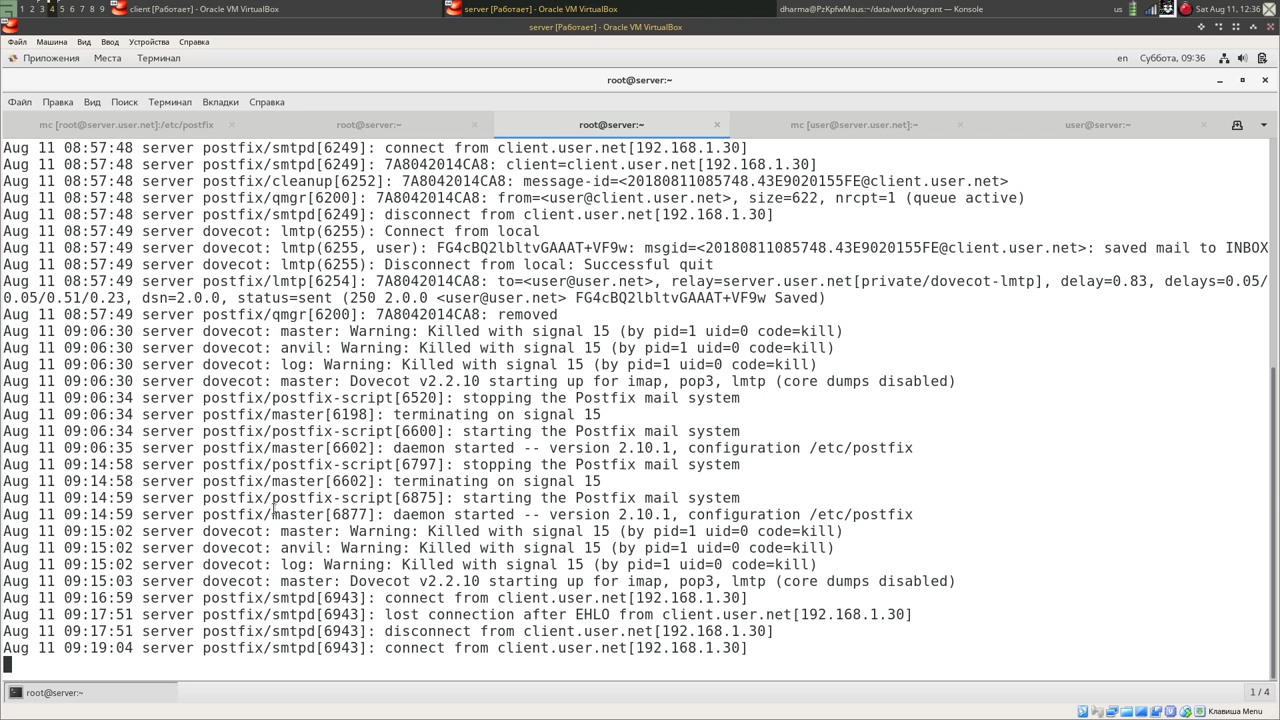 1 2 3 4 5 6 7 8 9
client [Работает] - Oracle VM VirtualBox
server [Работает] - Oracle VM VirtualBox
dharma@PzKpfwMaus:~/data/work/vagrant — Konsole
us
Sat Aug 11, 12:36
server [Работает] - Oracle VM VirtualBox
Файл Машина Вид Ввод Устройства Справка
Приложения Места Терминал
en Суббота, 09:36
root@server:~
Файл Правка Вид Поиск Терминал Вкладки Справка
mc [root@server.user.net]:/etc/postfix
root@server:~
root@server:~
mc [user@server.user.net]:~
user@server:~
Aug 11 08:57:48 server postfix/smtpd[6249]: connect from client.user.net[192.168.1.30]
Aug 11 08:57:48 server postfix/smtpd[6249]: 7A8042014CA8: client=client.user.net[192.168.1.30]
Aug 11 08:57:48 server postfix/cleanup[6252]: 7A8042014CA8: message-id=<20180811085748.43E9020155FE@client.user.net>
Aug 11 08:57:48 server postfix/qmgr[6200]: 7A8042014CA8: from=<user@client.user.net>, size=622, nrcpt=1 (queue active)
Aug 11 08:57:48 server postfix/smtpd[6249]: disconnect from client.user.net[192.168.1.30]
Aug 11 08:57:49 server dovecot: lmtp(6255): Connect from local
Aug 11 08:57:49 server dovecot: lmtp(6255, user): FG4cBQ2lbltvGAAAT+VF9w: msgid=<20180811085748.43E9020155FE@client.user.net>: saved mail to INBOX
Aug 11 08:57:49 server dovecot: lmtp(6255): Disconnect from local: Successful quit
Aug 11 08:57:49 server postfix/lmtp[6254]: 7A8042014CA8: to=<user@user.net>, relay=server.user.net[private/dovecot-lmtp], delay=0.83, delays=0.05/
0.05/0.51/0.23, dsn=2.0.0, status=sent (250 2.0.0 <user@user.net> FG4cBQ2lbltvGAAAT+VF9w Saved)
Aug 11 08:57:49 server postfix/qmgr[6200]: 7A8042014CA8: removed
Aug 11 09:06:30 server dovecot: master: Warning: Killed with signal 15 (by pid=1 uid=0 code=kill)
Aug 11 09:06:30 server dovecot: anvil: Warning: Killed with signal 15 (by pid=1 uid=0 code=kill)
Aug 11 09:06:30 server dovecot: log: Warning: Killed with signal 15 (by pid=1 uid=0 code=kill)
Aug 11 09:06:30 server dovecot: master: Dovecot v2.2.10 starting up for imap, pop3, lmtp (core dumps disabled)
Aug 11 09:06:34 server postfix/postfix-script[6520]: stopping the Postfix mail system
Aug 11 09:06:34 server postfix/master[6198]: terminating on signal 15
Aug 11 09:06:34 server postfix/postfix-script[6600]: starting the Postfix mail system
Aug 11 09:06:35 server postfix/master[6602]: daemon started -- version 2.10.1, configuration /etc/postfix
Aug 11 09:14:58 server postfix/postfix-script[6797]: stopping the Postfix mail system
Aug 11 09:14:58 server postfix/master[6602]: terminating on signal 15
Aug 11 09:14:59 server postfix/postfix-script[6875]: starting the Postfix mail system
Aug 11 09:14:59 server postfix/master[6877]: daemon started -- version 2.10.1, configuration /etc/postfix
Aug 11 09:15:02 server dovecot: master: Warning: Killed with signal 15 (by pid=1 uid=0 code=kill)
Aug 11 09:15:02 server dovecot: anvil: Warning: Killed with signal 15 (by pid=1 uid=0 code=kill)
Aug 11 09:15:02 server dovecot: log: Warning: Killed with signal 15 (by pid=1 uid=0 code=kill)
Aug 11 09:15:03 server dovecot: master: Dovecot v2.2.10 starting up for imap, pop3, lmtp (core dumps disabled)
Aug 11 09:16:59 server postfix/smtpd[6943]: connect from client.user.net[192.168.1.30]
Aug 11 09:17:51 server postfix/smtpd[6943]: lost connection after EHLO from client.user.net[192.168.1.30]
Aug 11 09:17:51 server postfix/smtpd[6943]: disconnect from client.user.net[192.168.1.30]
Aug 11 09:19:04 server postfix/smtpd[6943]: connect from client.user.net[192.168.1.30]
root@server:~
1 / 4
Клавиша Menu